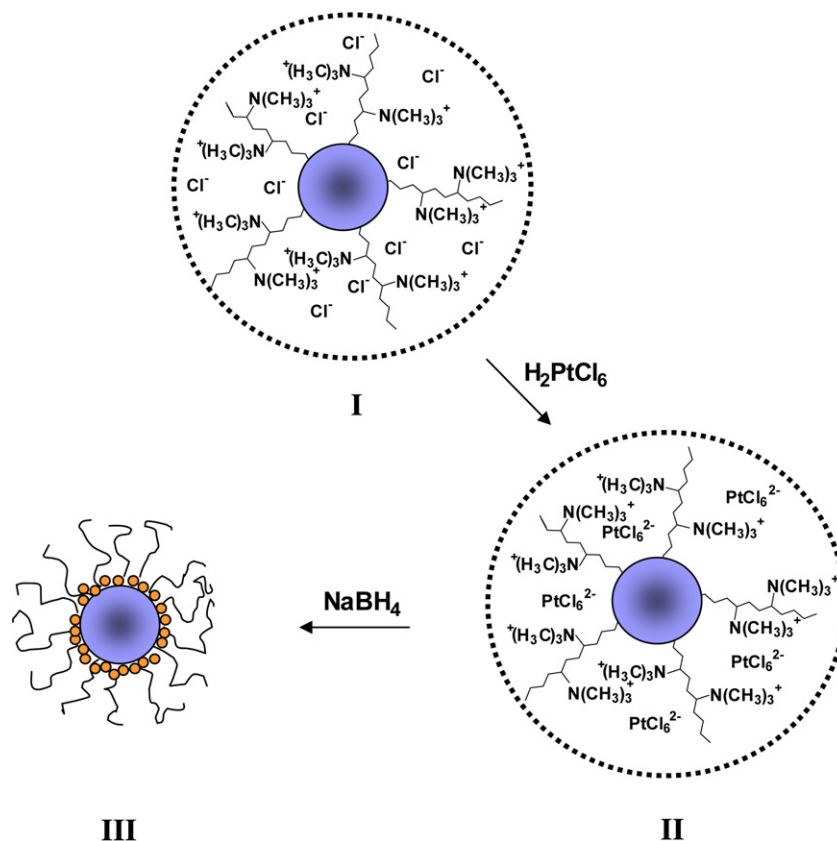 Cl⁻
⁺(H₃C)₃N
Cl⁻
N(CH₃)₃⁺
Cl⁻
N(CH₃)₃⁺
⁺(H₃C)₃N
Cl⁻
N(CH₃)₃⁺
Cl⁻
Cl⁻
N(CH₃)₃⁺
⁺(H₃C)₃N
Cl⁻
Cl⁻
⁺(H₃C)₃N
N(CH₃)₃⁺
Cl⁻
N(CH₃)₃⁺
Cl⁻
I
H₂PtCl₆
⁺(H₃C)₃N
PtCl₆²⁻
N(CH₃)₃⁺
PtCl₆²⁻
N(CH₃)₃⁺
⁺(H₃C)₃N
N(CH₃)₃⁺
PtCl₆²⁻
N(CH₃)₃⁺
⁺(H₃C)₃N
PtCl₆²⁻
⁺(H₃C)₃N
N(CH₃)₃⁺
N(CH₃)₃⁺
PtCl₆²⁻
NaBH₄
III
II